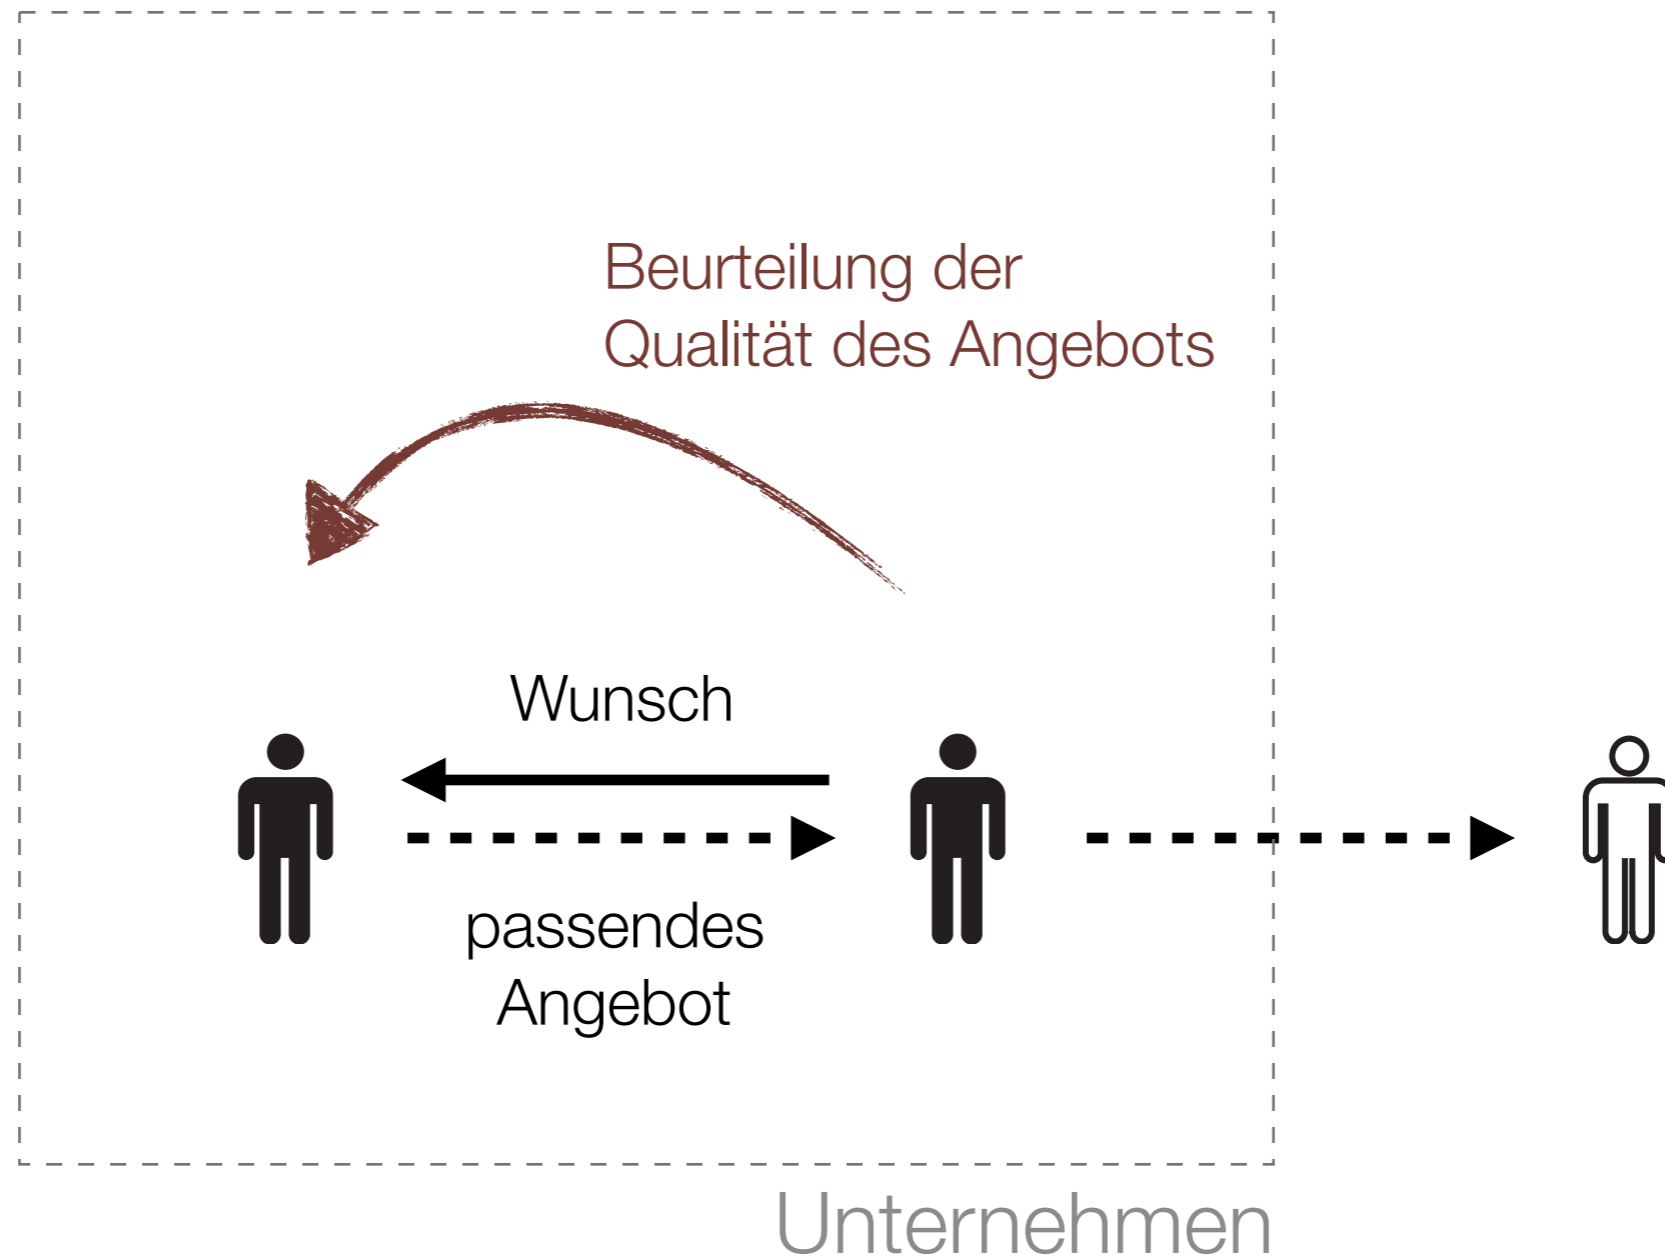 Beurteilung der
Qualität des Angebots
Wunsch
passendes
Angebot
Unternehmen